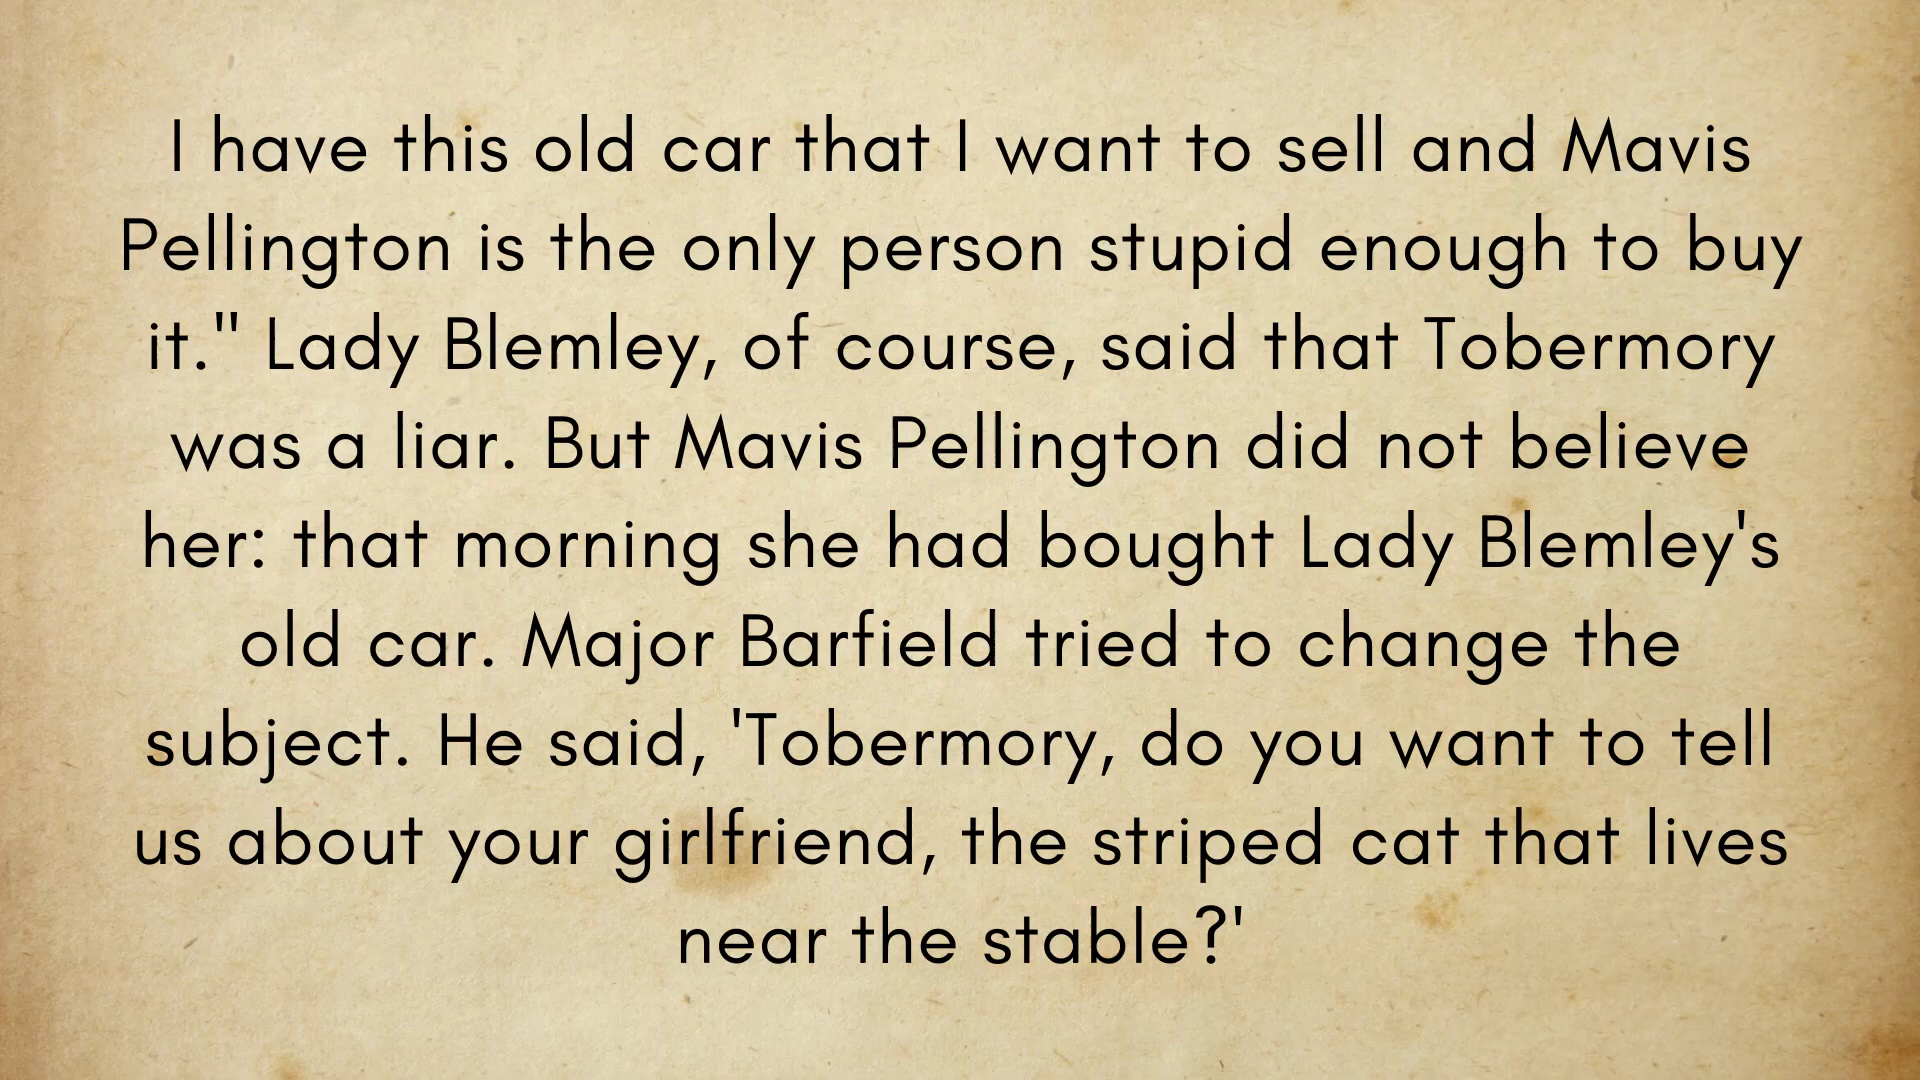 I have this old car that I want to sell and Mavis
Pellington is the only person stupid enough to buy
it." Lady Blemley, of course, said that Tobermory
was a liar. But Mavis Pellington did not believe
her: that morning she had bought Lady Blemley's
old car. Major Barfield tried to change the
subject. He said, 'Tobermory, do you want to tell
us about your girlfriend, the striped cat that lives
near the stable?'